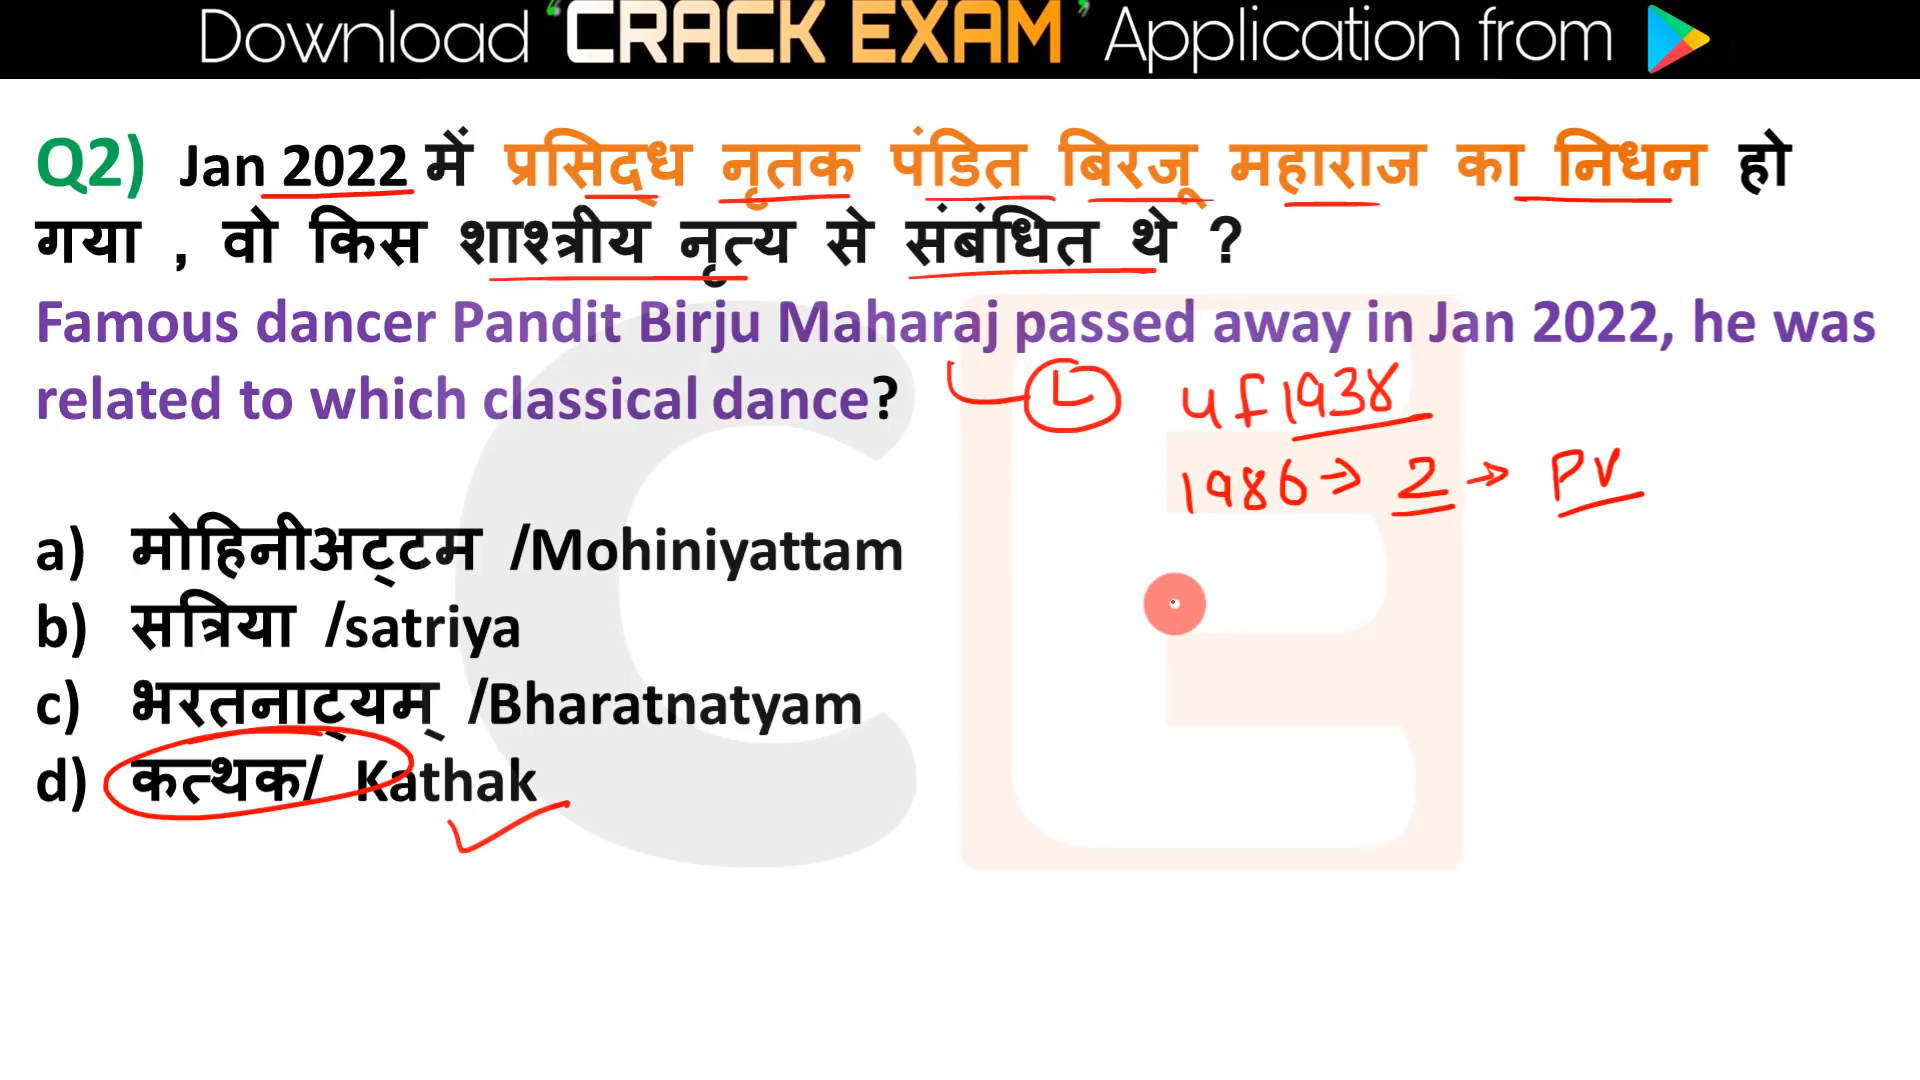 Download ‘CRACK EXAM’ Application from
Q2) Jan 2022 में प्रसिद्ध नृतक पंडित बिरजू महाराज का निधन हो
गया , वो किस शाश्त्रीय नृत्य से संबंधित थे ?
Famous dancer Pandit Birju Maharaj passed away in Jan 2022, he was
related to which classical dance?
L 4 f 1938
1986 → 2 → PV
a) मोहिनीअट्टम /Mohiniyattam
b) सत्रिया /satriya
c) भरतनाट्यम् /Bharatnatyam
d) कत्थक/ Kathak
CE